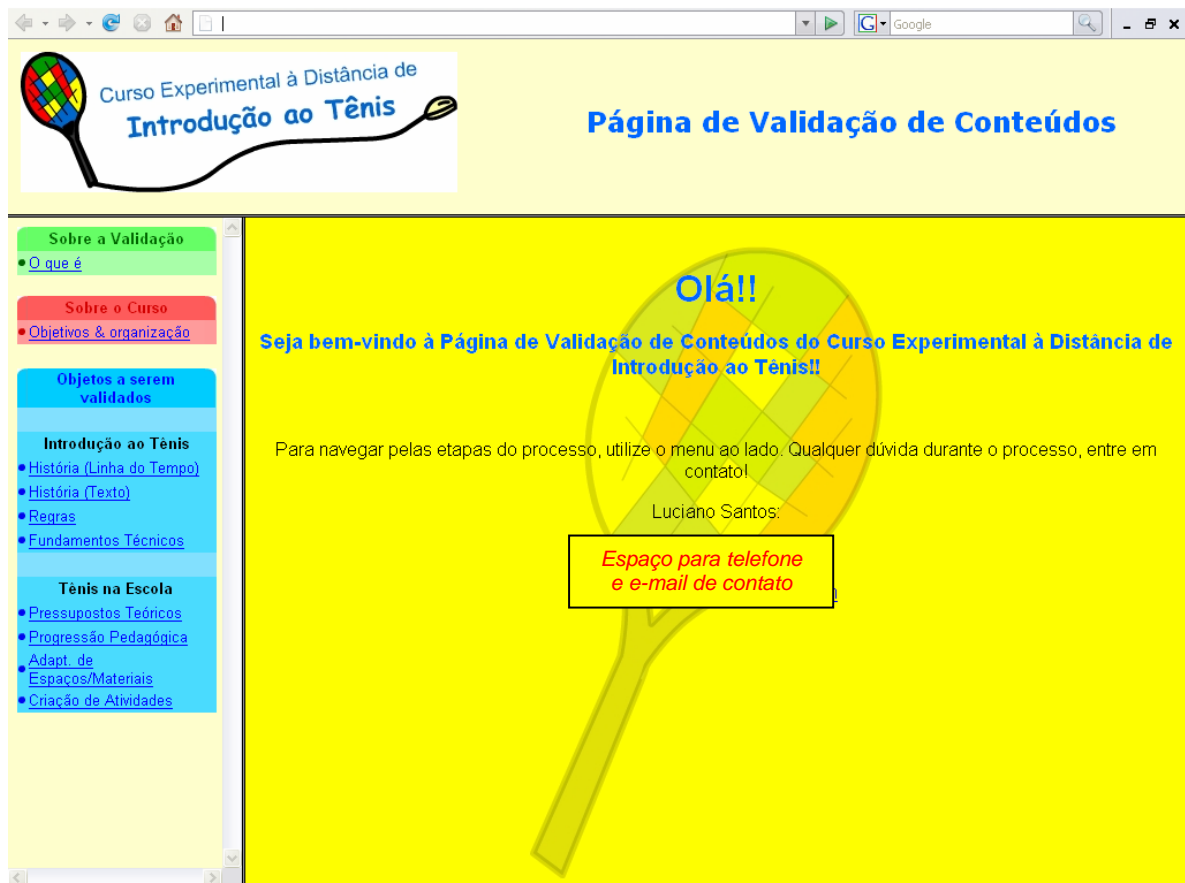 Google
Curso Experimental à Distância de
Introdução ao Tênis
Página de Validação de Conteúdos
Sobre a Validação
O que é
Sobre o Curso
Objetivos & organização
Objetos a serem
validados
Introdução ao Tênis
História (Linha do Tempo)
História (Texto)
Regras
Fundamentos Técnicos
Tênis na Escola
Pressupostos Teóricos
Progressão Pedagógica
Adapt. de
Espaços/Materiais
Criação de Atividades
Olá!!
Seja bem-vindo à Página de Validação de Conteúdos do Curso Experimental à Distância de
Introdução ao Tênis!!
Para navegar pelas etapas do processo, utilize o menu ao lado. Qualquer dúvida durante o processo, entre em
contato!
Luciano Santos:
Espaço para telefone
e e-mail de contato